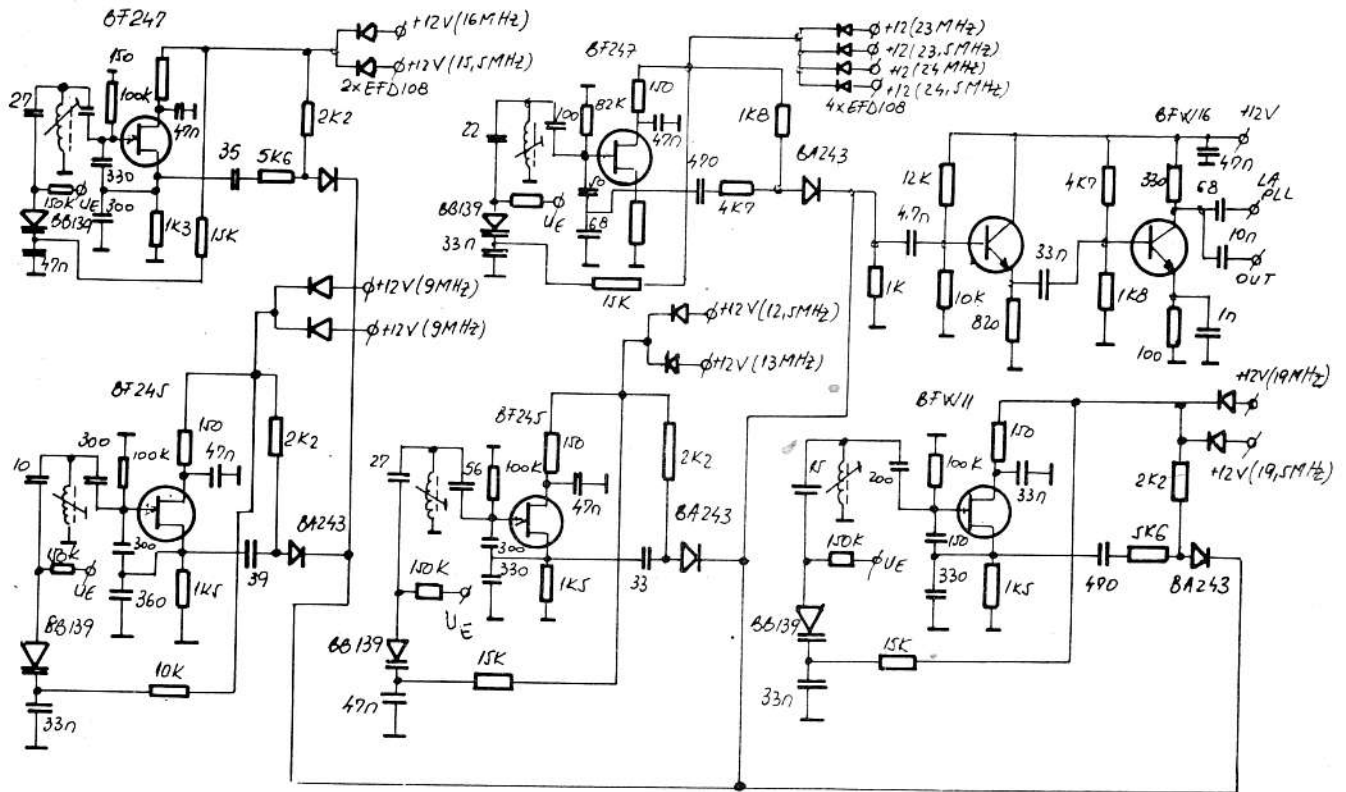 BF247
+12V(16MHz)
150
+12V(15,5MHz)
2xEFD108
100K
27
47n
2K2
330
35
5K6
150K
UE
BB139
300
1K3
15K
47n
BF247
+12(23MHz)
+12(23,5MHz)
+12(24MHz)
+12(24,5MHz)
4xEFD108
150
82K
100
22
47n
1K8
470
BA243
50
4K7
UE
BB139
68
33n
15K
BFW16
+12V
47n
12K
4K7
330
68
LA
PLL
4.7n
33n
10n
OUT
1K
10K
820
1K8
1n
100
+12V(9MHz)
+12V(9MHz)
BF245
150
300
100K
47n
2K2
10
BA243
300
150K
UE
39
360
1K5
BB139
10K
33n
+12V(12,5MHz)
+12V(13MHz)
BF245
150
27
56
100K
47n
2K2
BA243
300
330
150K
33
1K5
UE
BB139
15K
47n
+12V(19MHz)
BFW11
150
+12V(19,5MHz)
100K
200
33n
2K2
150
150K
UE
5K6
330
1K5
470
BA243
BB139
15K
33n